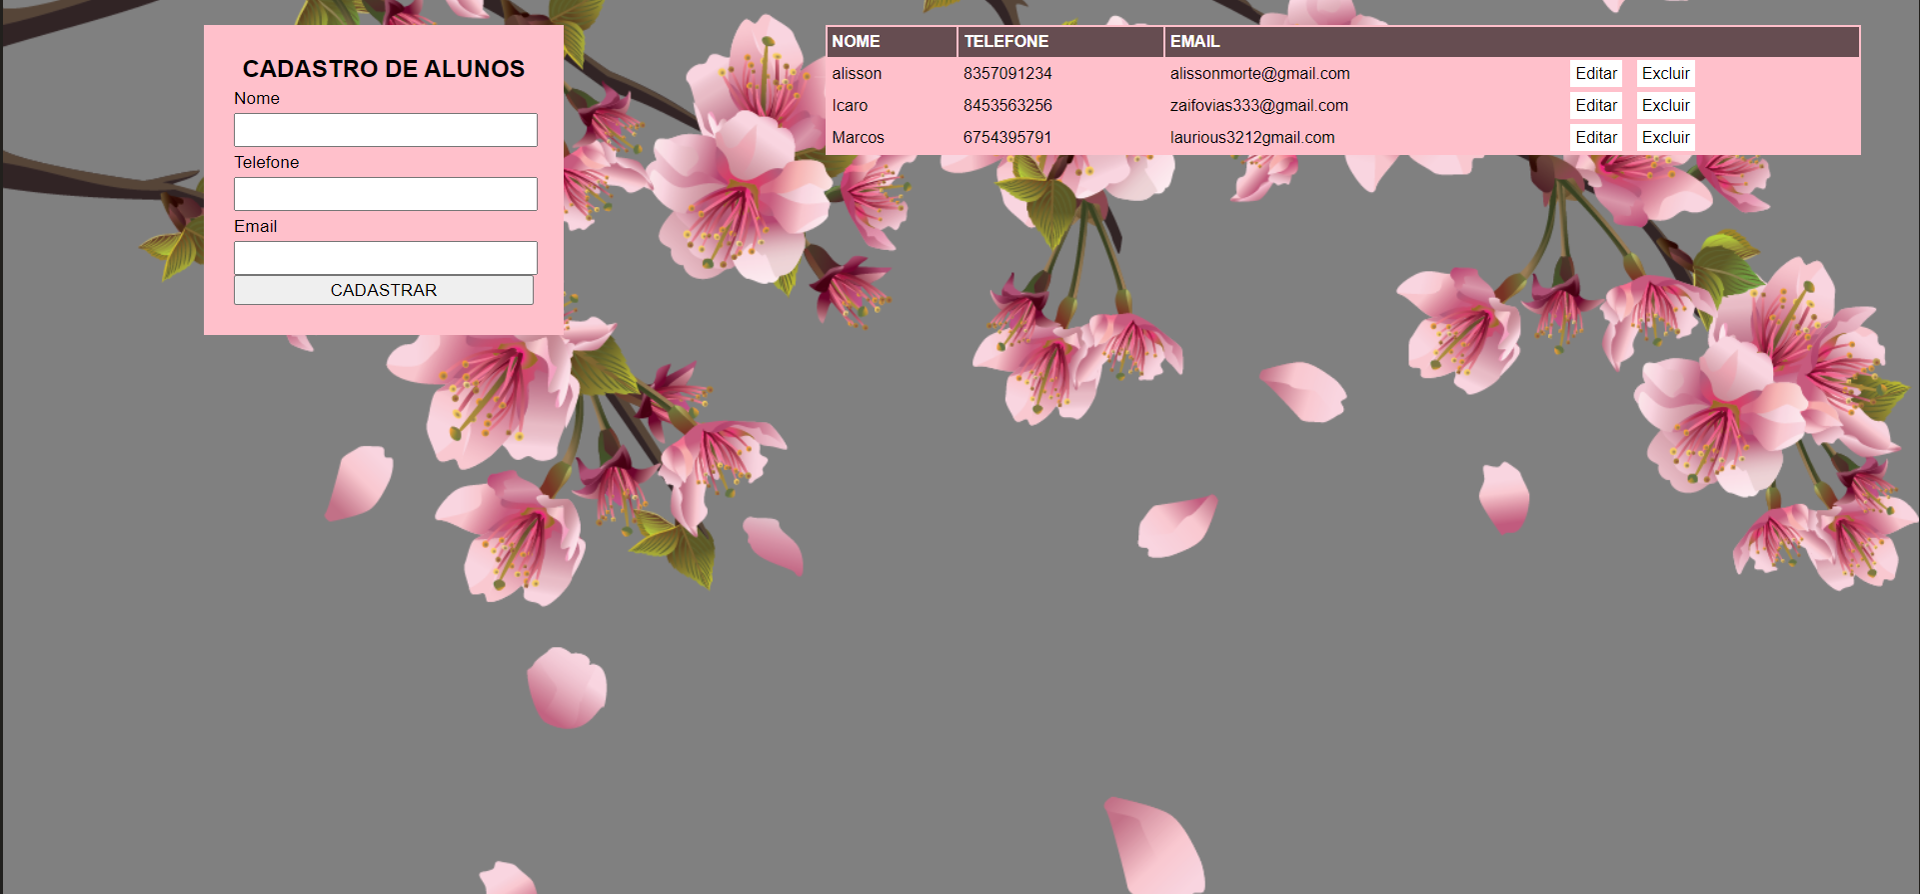 CADASTRO DE ALUNOS
Nome
Telefone
Email
CADASTRAR
NOME TELEFONE EMAIL
alisson 8357091234 alissonmorte@gmail.com Editar Excluir
Icaro 8453563256 zaifovias333@gmail.com Editar Excluir
Marcos 6754395791 laurious3212gmail.com Editar Excluir